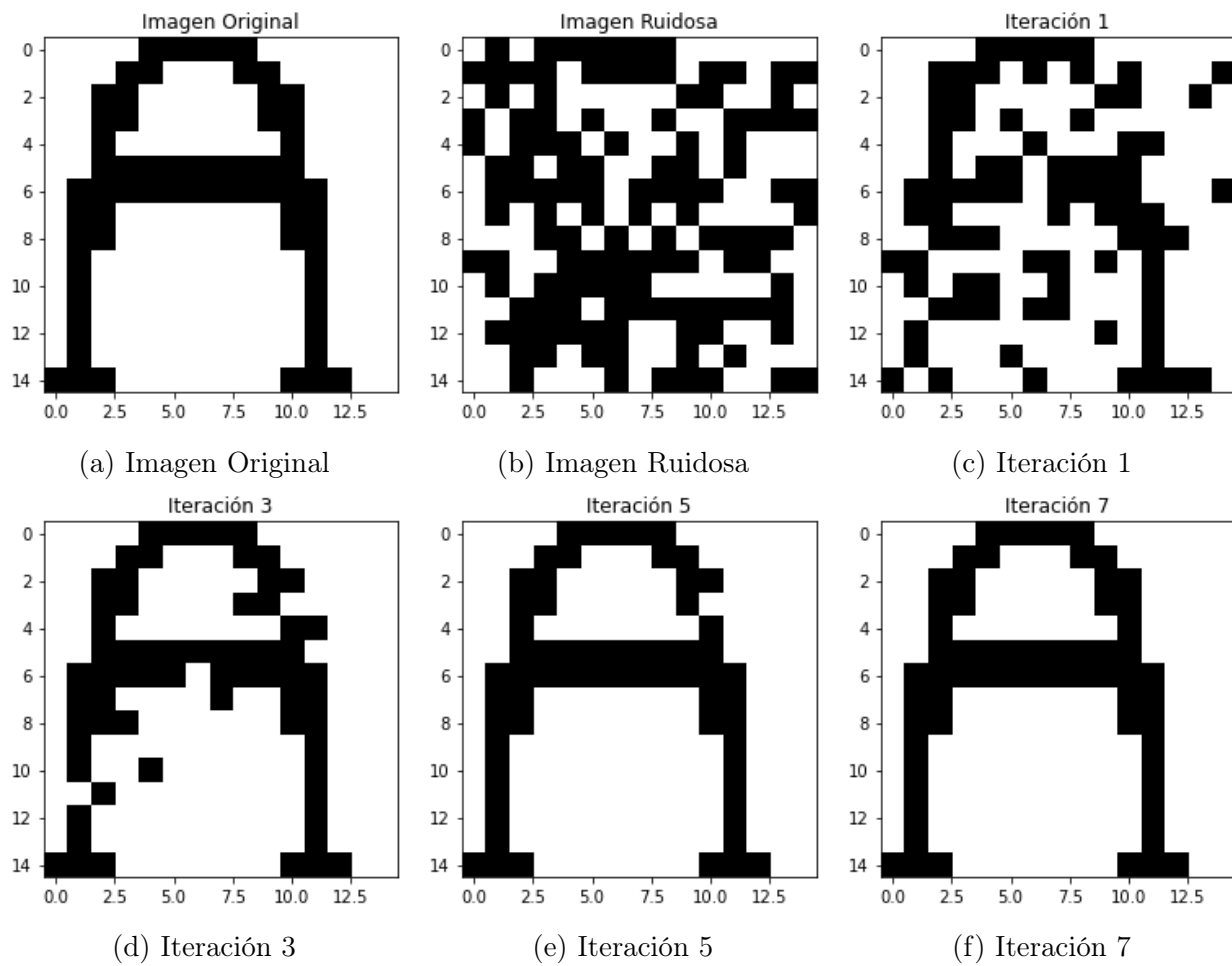 Imagen Original
Imagen Ruidosa
Iteración 1
0
2
4
6
8
10
12
14
0.0 2.5 5.0 7.5 10.0 12.5
0
2
4
6
8
10
12
14
0.0 2.5 5.0 7.5 10.0 12.5
0
2
4
6
8
10
12
14
0.0 2.5 5.0 7.5 10.0 12.5
(a) Imagen Original
(b) Imagen Ruidosa
(c) Iteración 1
Iteración 3
Iteración 5
Iteración 7
0
2
4
6
8
10
12
14
0.0 2.5 5.0 7.5 10.0 12.5
0
2
4
6
8
10
12
14
0.0 2.5 5.0 7.5 10.0 12.5
0
2
4
6
8
10
12
14
0.0 2.5 5.0 7.5 10.0 12.5
(d) Iteración 3
(e) Iteración 5
(f) Iteración 7